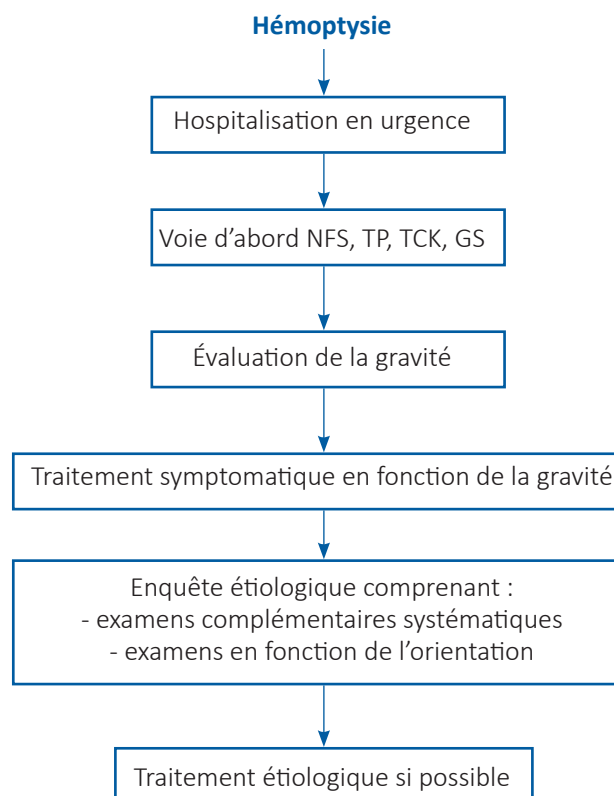 Hémoptysie
Hospitalisation en urgence
Voie d’abord NFS, TP, TCK, GS
Évaluation de la gravité
Traitement symptomatique en fonction de la gravité
Enquête étiologique comprenant :
- examens complémentaires systématiques
- examens en fonction de l’orientation
Traitement étiologique si possible